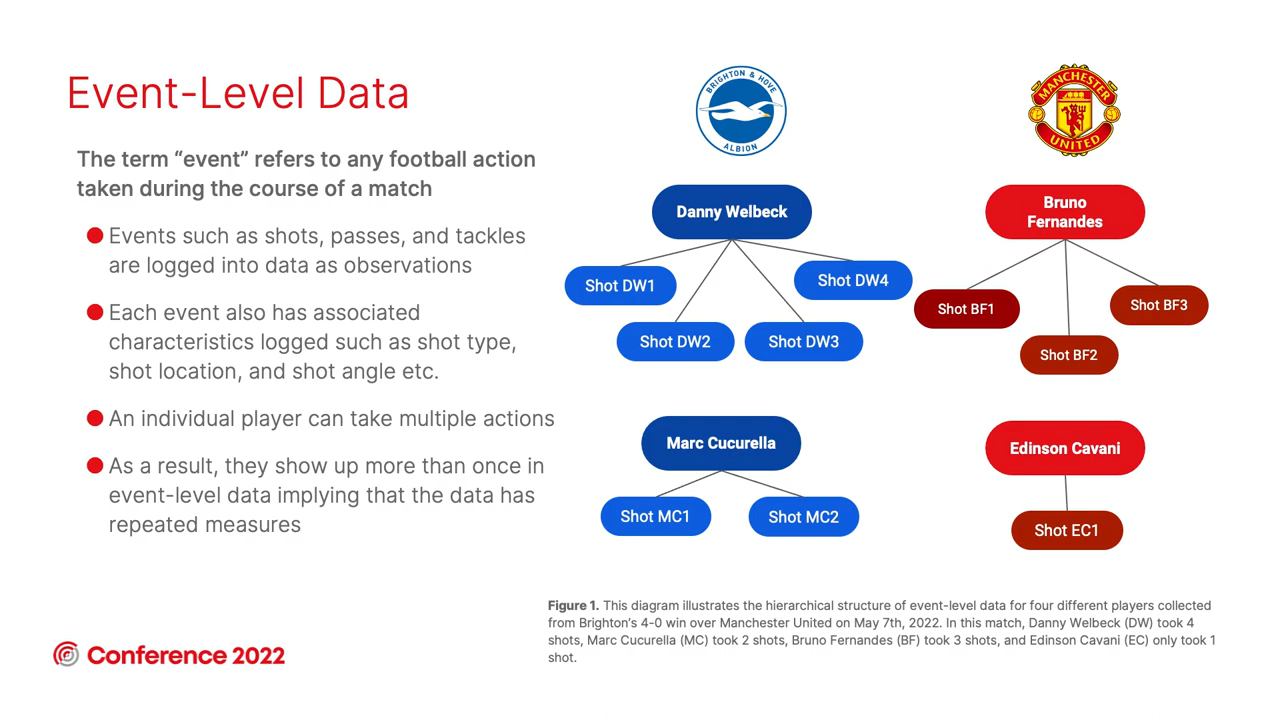 Event-Level Data
The term “event” refers to any football action
taken during the course of a match
Events such as shots, passes, and tackles
are logged into data as observations
Each event also has associated
characteristics logged such as shot type,
shot location, and shot angle etc.
An individual player can take multiple actions
As a result, they show up more than once in
event-level data implying that the data has
repeated measures
BRIGHTON & HOVE
ALBION
MANCHESTER
UNITED
Danny Welbeck
Shot DW1
Shot DW2
Shot DW3
Shot DW4
Bruno
Fernandes
Shot BF1
Shot BF2
Shot BF3
Marc Cucurella
Shot MC1
Shot MC2
Edinson Cavani
Shot EC1
Figure 1. This diagram illustrates the hierarchical structure of event-level data for four different players collected
from Brighton’s 4-0 win over Manchester United on May 7th, 2022. In this match, Danny Welbeck (DW) took 4
shots, Marc Cucurella (MC) took 2 shots, Bruno Fernandes (BF) took 3 shots, and Edinson Cavani (EC) only took 1
shot.
Conference 2022